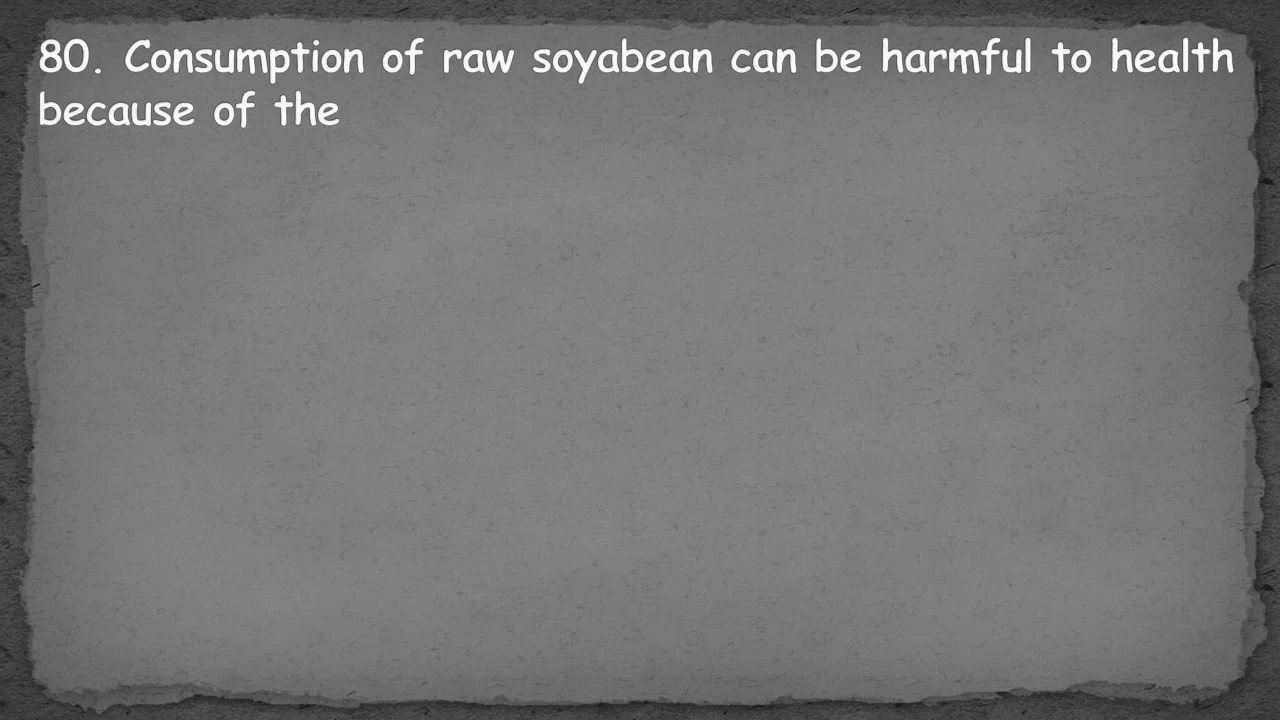 80. Consumption of raw soyabean can be harmful to health
because of the